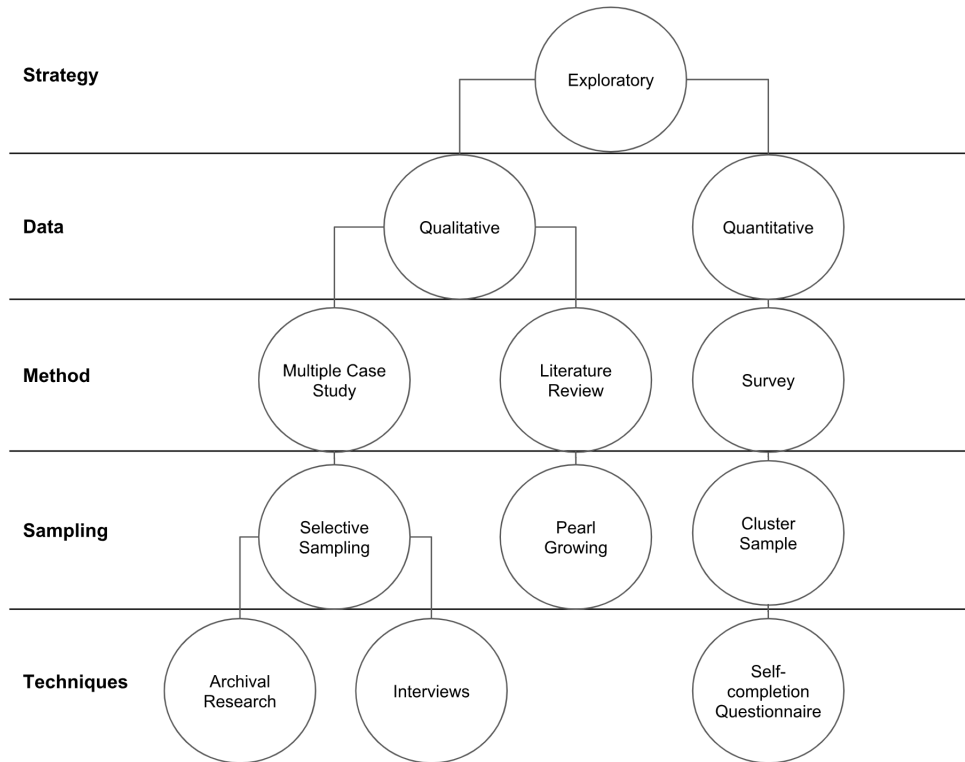 Strategy
Exploratory
Data
Qualitative
Quantitative
Method
Multiple Case
Study
Literature
Review
Survey
Sampling
Selective
Sampling
Pearl
Growing
Cluster
Sample
Techniques
Archival
Research
Interviews
Self-
completion
Questionnaire